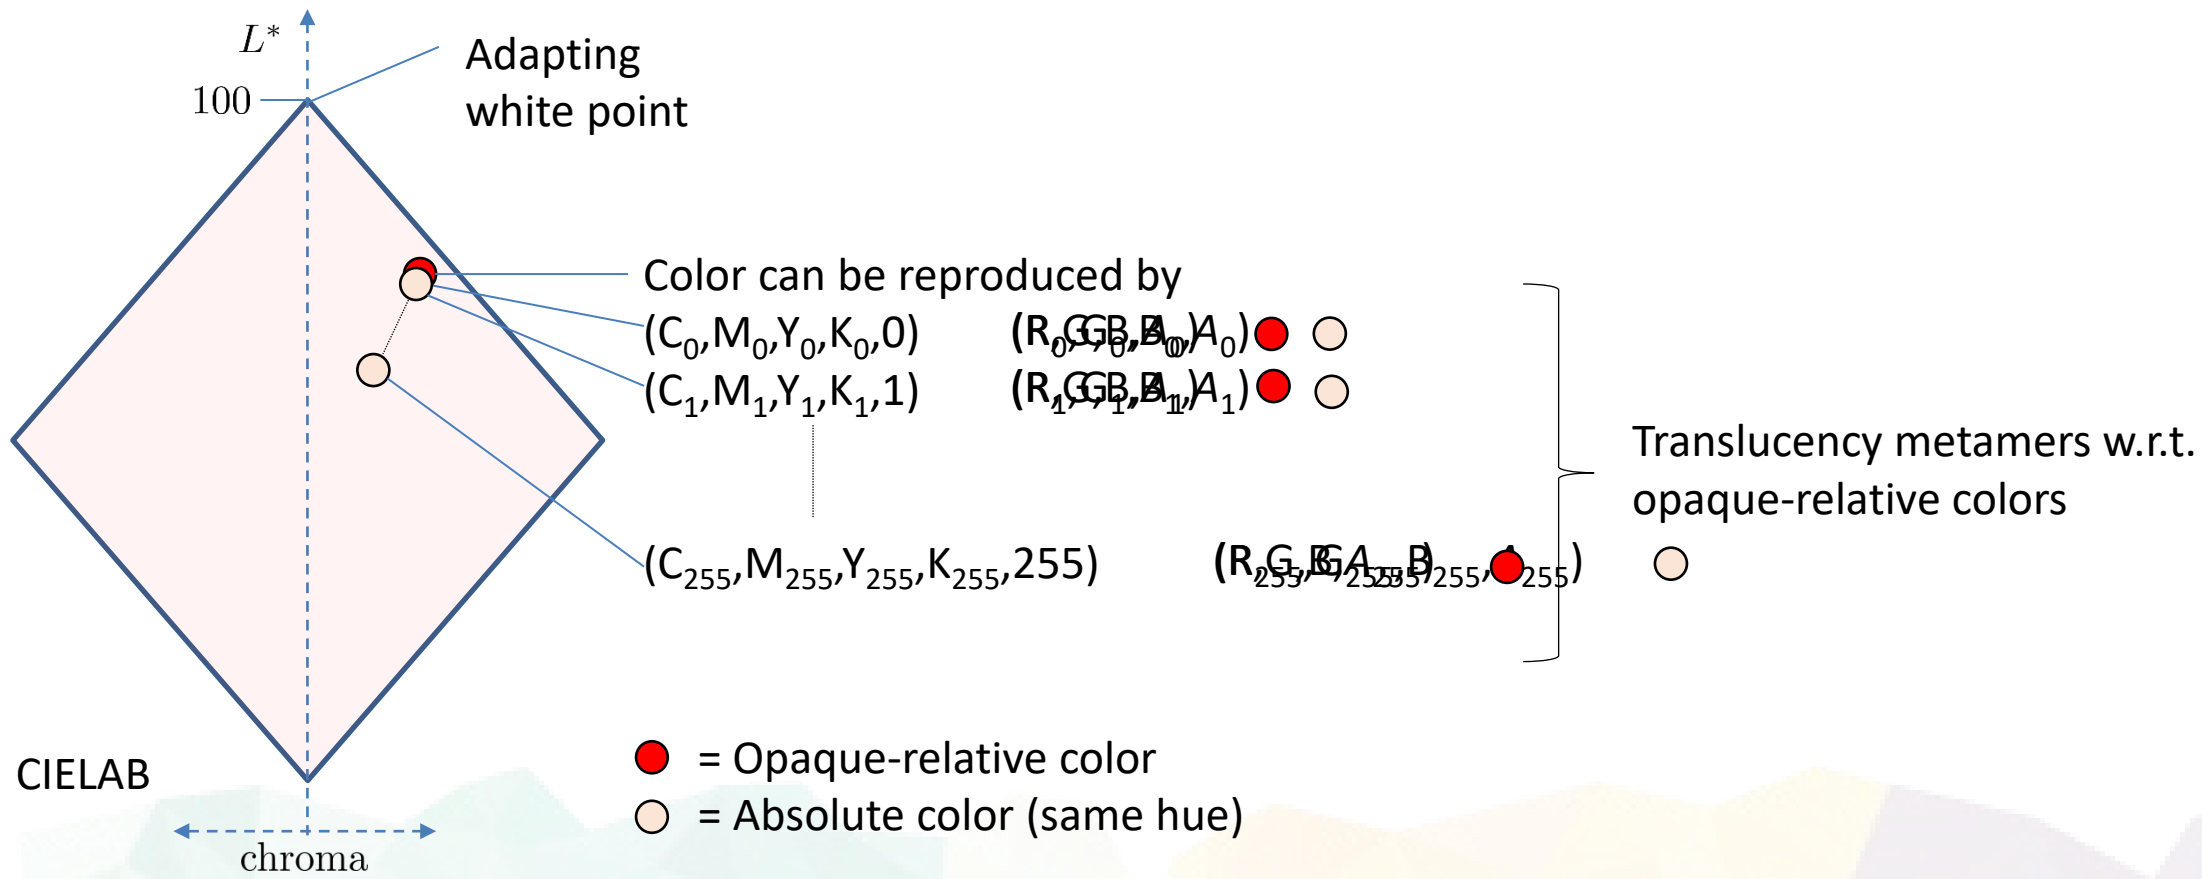 L*
Adapting
white point
100
Color can be reproduced by
(C₀,M₀,Y₀,K₀,0)
(C₁,M₁,Y₁,K₁,1)
Translucency metamers w.r.t.
opaque-relative colors
(C₂₅₅,M₂₅₅,Y₂₅₅,K₂₅₅,255)
= Opaque-relative color
CIELAB
= Absolute color (same hue)
chroma